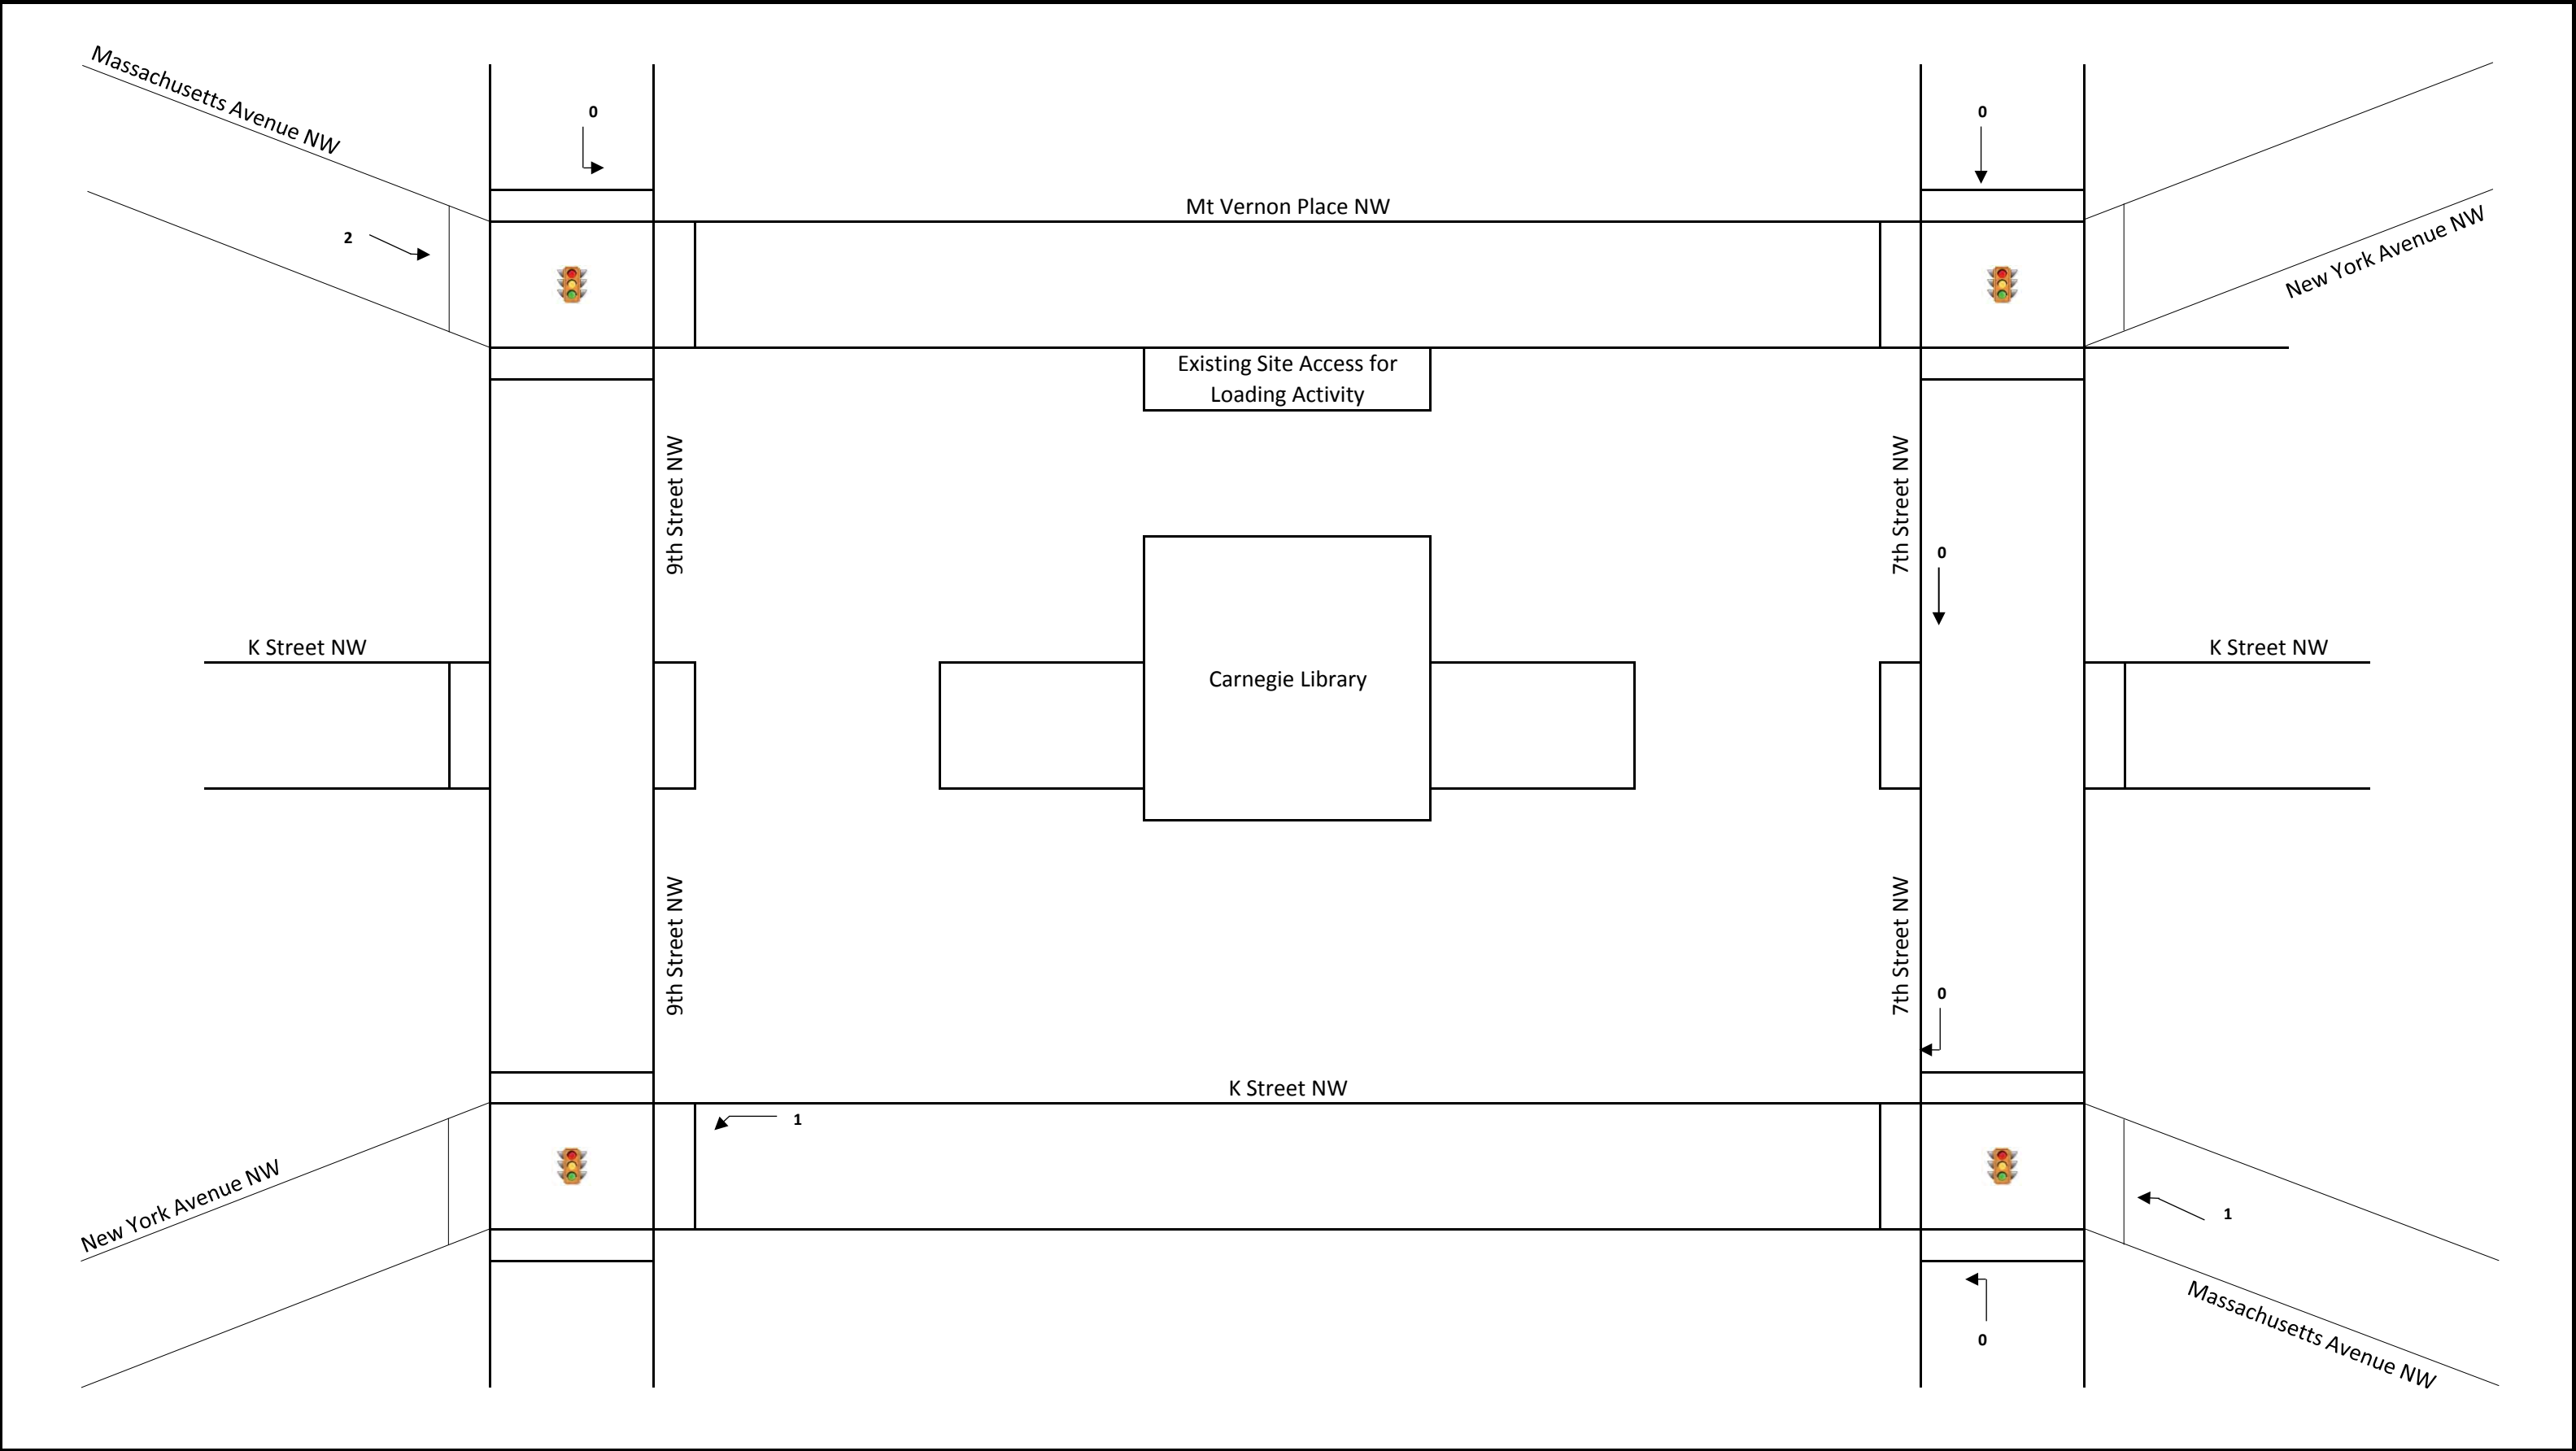 Massachusetts Avenue NW
0
0
Mt Vernon Place NW
2
New York Avenue NW
Existing Site Access for
Loading Activity
9th Street NW
7th Street NW
0
K Street NW
K Street NW
Carnegie Library
9th Street NW
7th Street NW
0
K Street NW
1
New York Avenue NW
1
Massachusetts Avenue NW
0